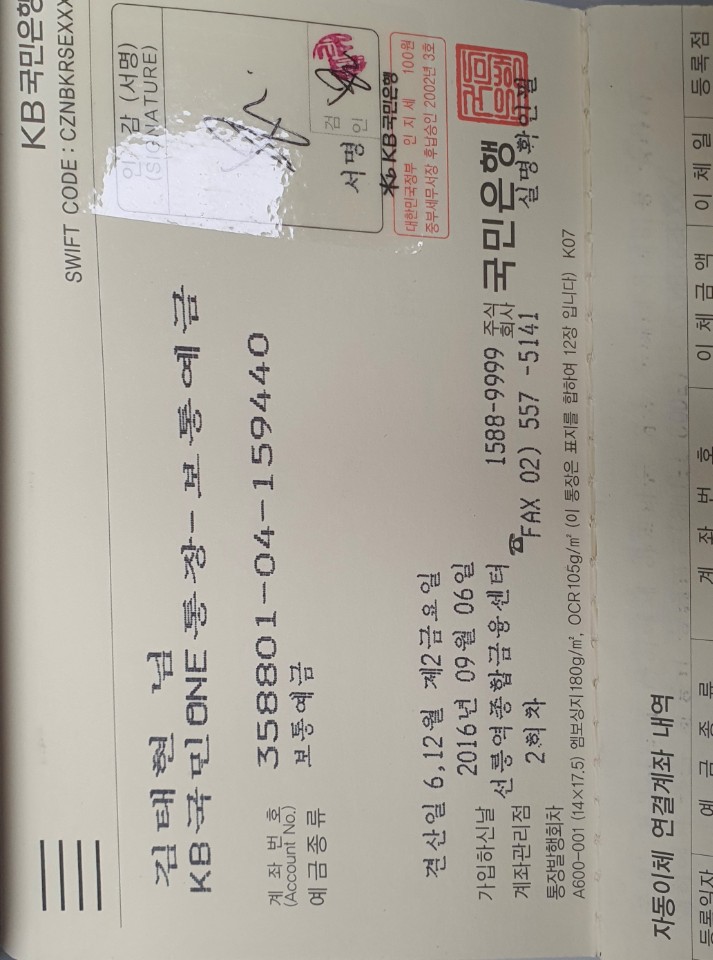 KB국민은행
SWIFT CODE : CZNBKRSEXXX
김태현 님
KB국민ONE통장-보통예금
인 감 (서명)
(SIGNATURE)
계 좌 번 호 358801-04-159440
(Account No.)
예금종류 보통예금
서명
검
인
KB국민은행
대한민국정부 인 지 세 100원
중부세무서장 후납승인 2002년 3호
결산일 6,12월 제2금요일
가입하신날 2016년 09월 06일
계좌관리점 선릉역종합금융센터
통장발행회차 2회차
1588-9999
☎FAX 02) 557 -5141
주식회사 국민은행
실명확인필
A600-001 (14×17.5) 엠보싱지180g/㎡, OCR105g/㎡ (이 통장은 표지를 합하여 12장 입니다) K07
자동이체 연결계좌 내역
등록일자 예 금 종 류 계 좌 번 호 이 체 금 액 이 체 일 등록점